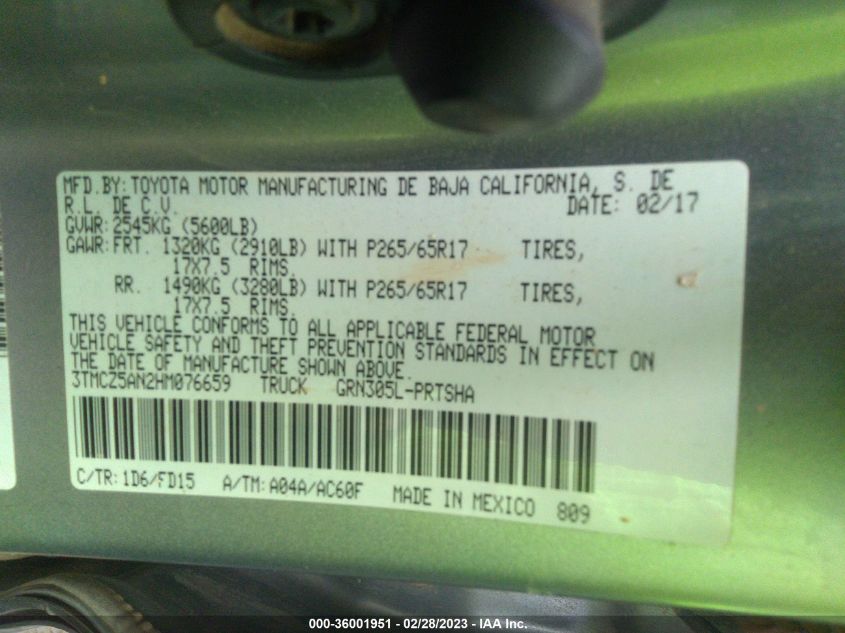 MFD.BY:TOYOTA MOTOR MANUFACTURING DE BAJA CALIFORNIA, S. DE
R.L. DE C.V. DATE: 02/17
GVWR:2545KG (5600LB)
GAWR:FRT. 1320KG (2910LB) WITH P265/65R17 TIRES,
17X7.5 RIMS.
RR. 1490KG (3280LB) WITH P265/65R17 TIRES,
17X7.5 RIMS.
THIS VEHICLE CONFORMS TO ALL APPLICABLE FEDERAL MOTOR
VEHICLE SAFETY AND THEFT PREVENTION STANDARDS IN EFFECT ON
THE DATE OF MANUFACTURE SHOWN ABOVE.
3TMCZ5AN2HM076659 TRUCK GRN305L-PRTSHA
C/TR:1D6/FD15 A/TM:A04A/AC60F MADE IN MEXICO 809
000-36001951 - 02/28/2023 - IAA Inc.